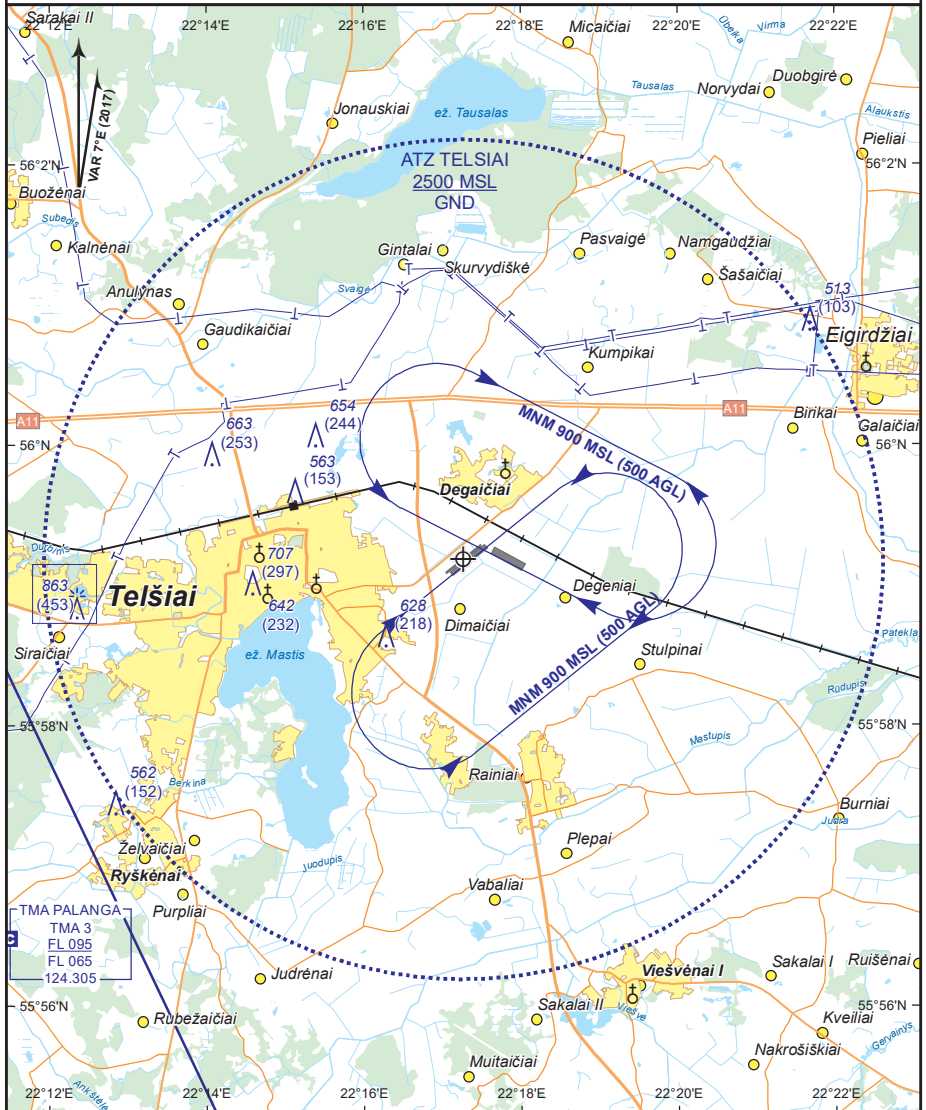 Sarakai II
22°12'E
22°14'E
22°16'E
22°18'E
22°20'E
22°22'E
Micaičiai
Übelka
Virma
Duobgirė
Norvydai
Tausalas
Alaukstis
Jonauskiai
ež. Tausalas
Pieliai
VAR 7°E (2017)
56°2'N
56°2'N
ATZ TELSIAI
2500 MSL
GND
Buožėnai
Subedis
Kalnėnai
Gintalai
Skurvydiškė
Pasvaigė
Namgaudžiai
Šašaičiai
Svaigė
Anulynas
513
(103)
Gaudikaičiai
Eigirdžiai
Kumpikai
A11
A11
654
(244)
663
(253)
MNM 900 MSL (500 AGL)
Birikai
Galaičiai
56°N
56°N
563
(153)
Degaičiai
Durbinis
707
(297)
863
(453)
Telšiai
642
(232)
628
(218)
Degeniai
Dimaičiai
MNM 900 MSL (500 AGL)
Siraičiai
ež. Mastis
Stulpinai
Patekla
Rūdupis
55°58'N
55°58'N
Mastupis
562
(152)
Berkina
Rainiai
Burniai
Judra
Želvaičiai
Plepai
Ryškėnai
Juodupis
Purpliai
Vabaliai
TMA PALANGA
TMA 3
FL 095
FL 065
124.305
C
Judrėnai
Viešvėnai I
Sakalai I
Ruišėnai
55°56'N
55°56'N
Rubežaičiai
Sakalai II
Viešvė
Kveiliai
Gervainys
Muitaičiai
Nakrošiškiai
Ankštėlė
22°12'E
22°14'E
22°16'E
22°18'E
22°20'E
22°22'E